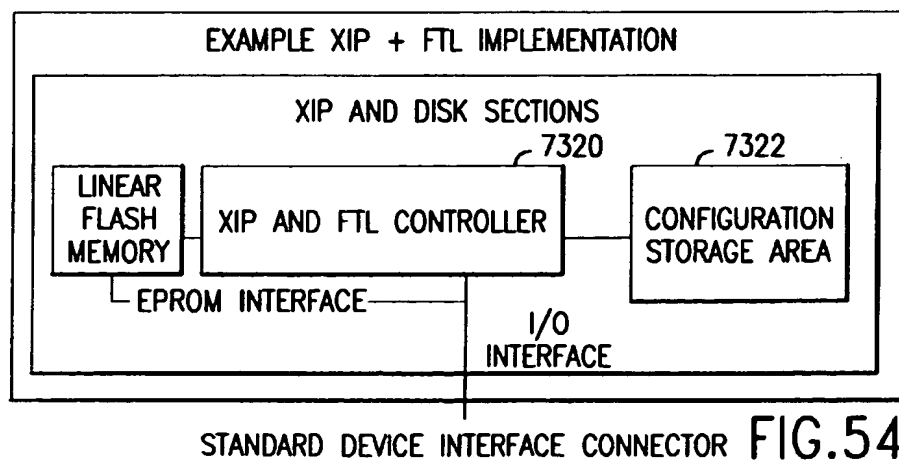 EXAMPLE XIP + FTL IMPLEMENTATION
XIP AND DISK SECTIONS
7320
7322
LINEAR
FLASH
MEMORY
XIP AND FTL CONTROLLER
CONFIGURATION
STORAGE AREA
EPROM INTERFACE
I/O
INTERFACE
STANDARD DEVICE INTERFACE CONNECTOR
FIG.54